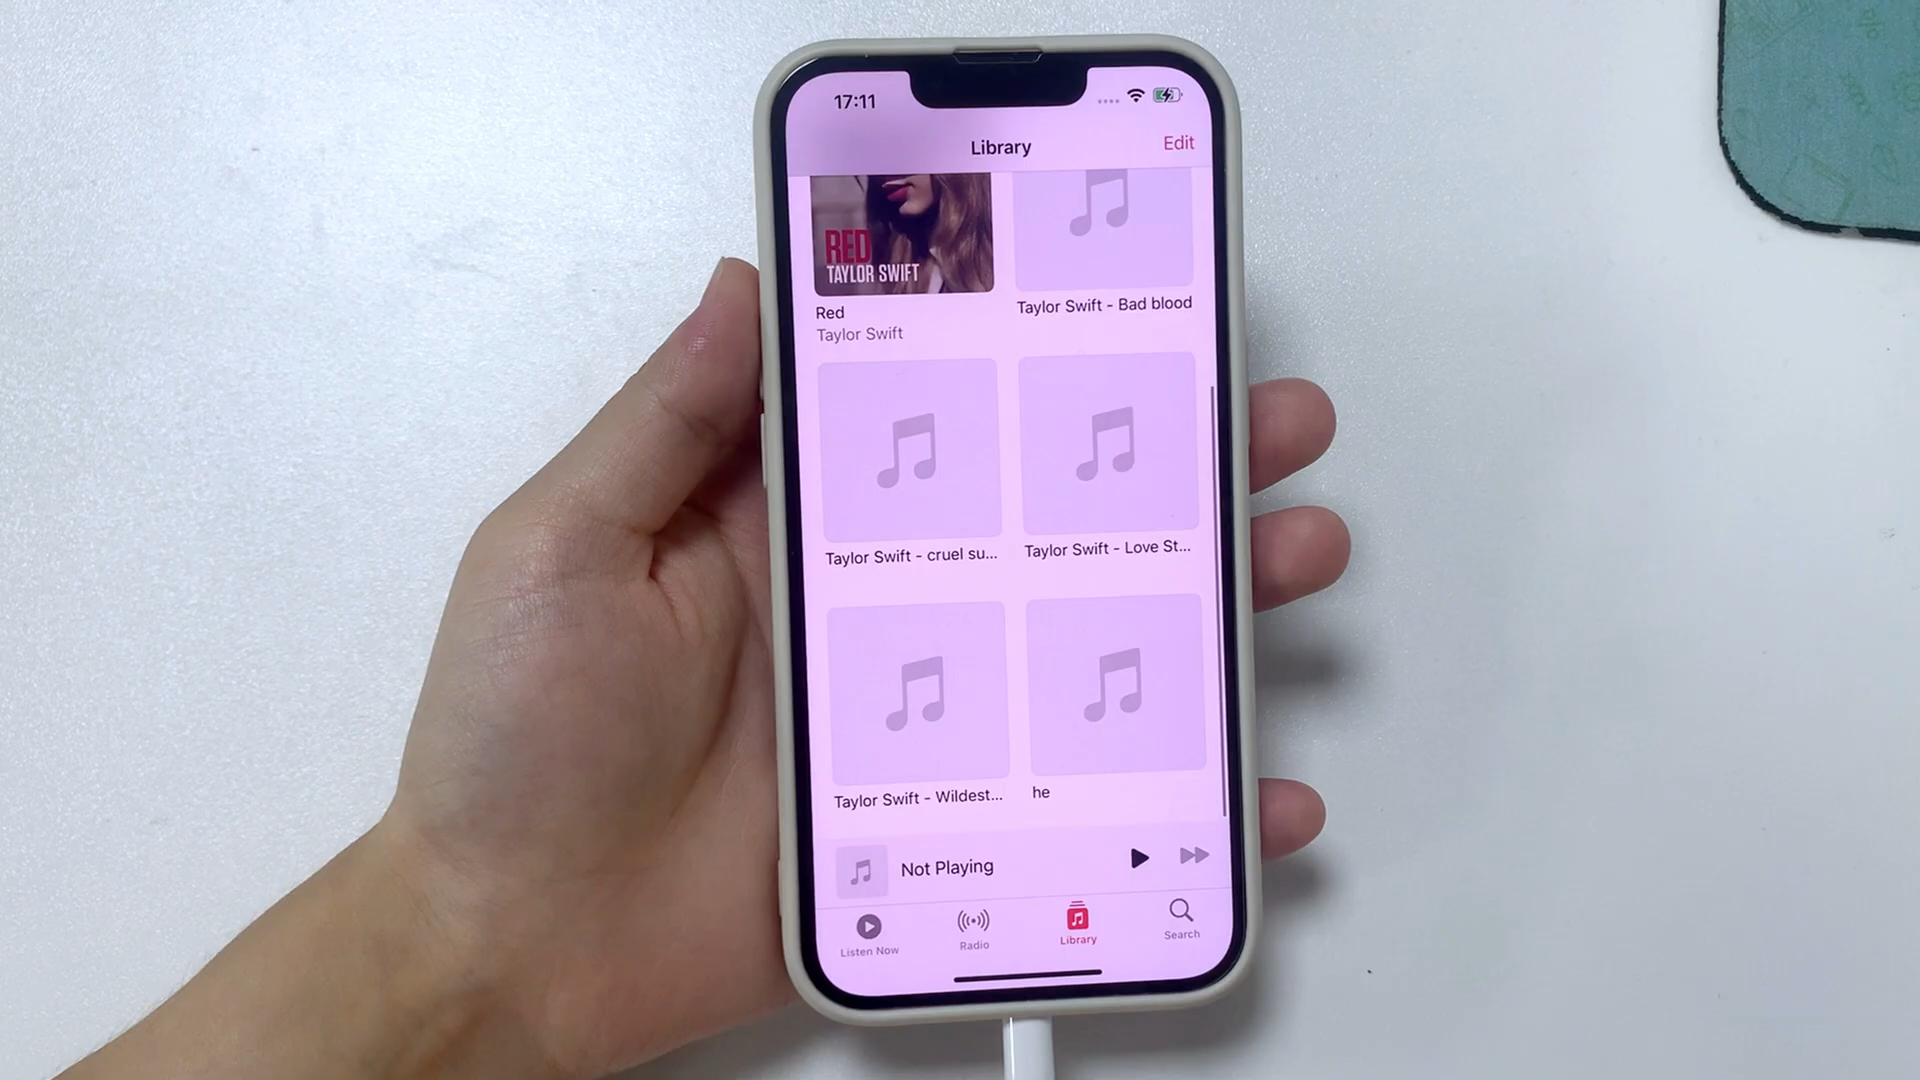 17:11
Library
Edit
RED
TAYLOR SWIFT
Red
Taylor Swift
Taylor Swift - Bad blood
Taylor Swift - cruel su...
Taylor Swift - Love St...
Taylor Swift - Wildest...
he
Not Playing
Listen Now
Radio
Library
Search